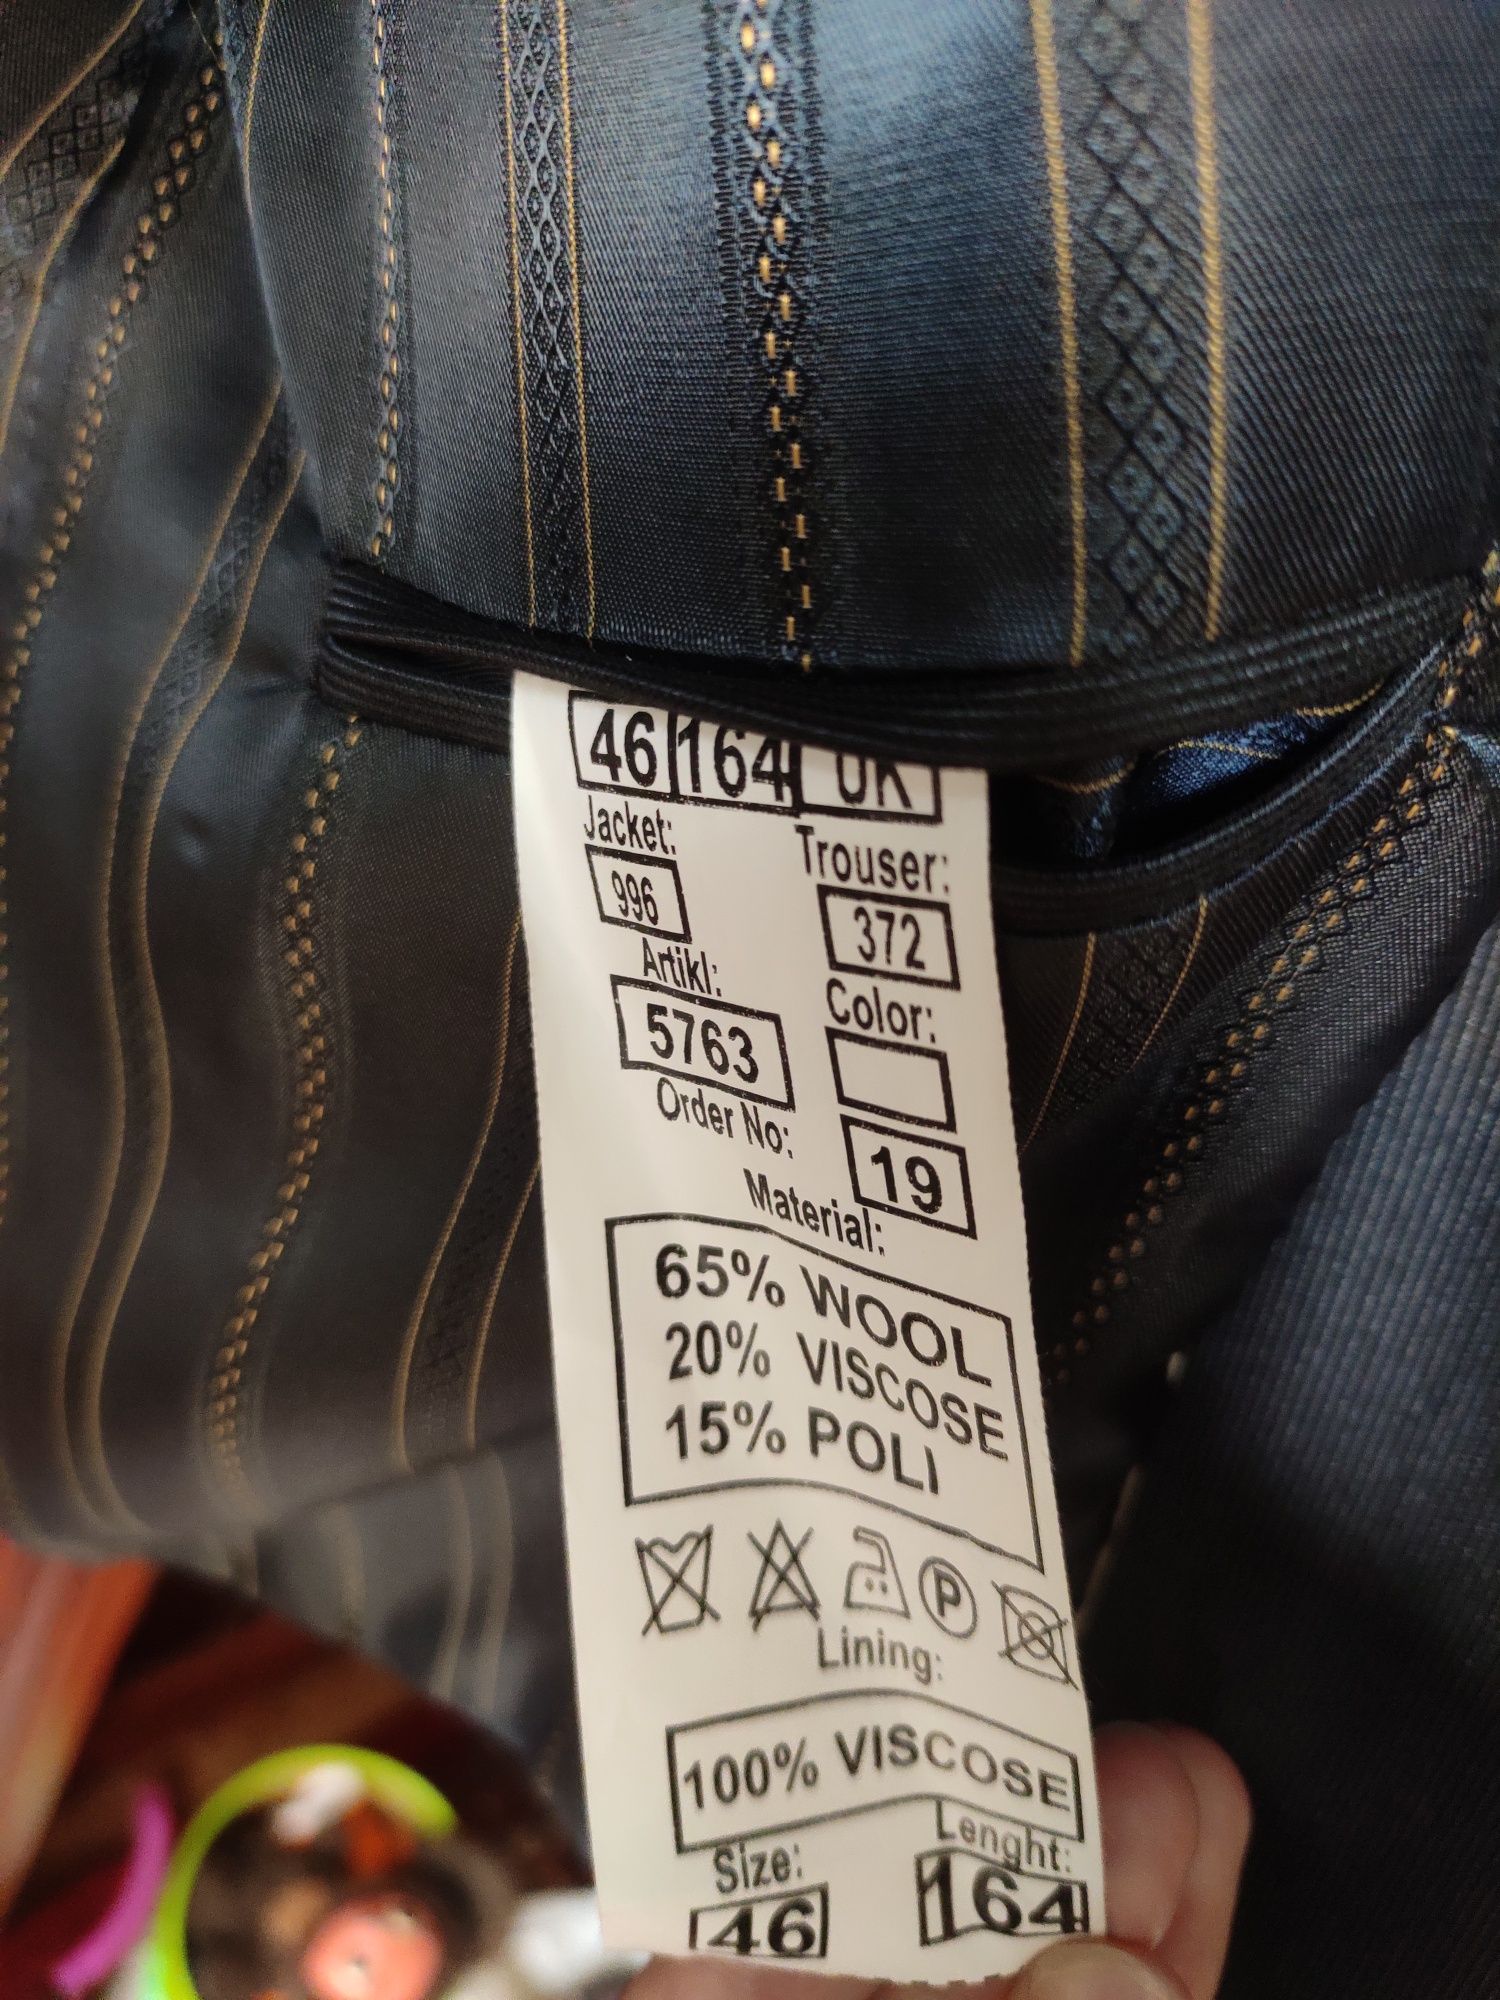 46 164 UK
Jacket: Trouser:
996 372
Artikl: Color:
5763
Order No: 19
Material:
65% WOOL
20% VISCOSE
15% POLI
P
Lining:
100% VISCOSE
Size: Lenght:
46 164